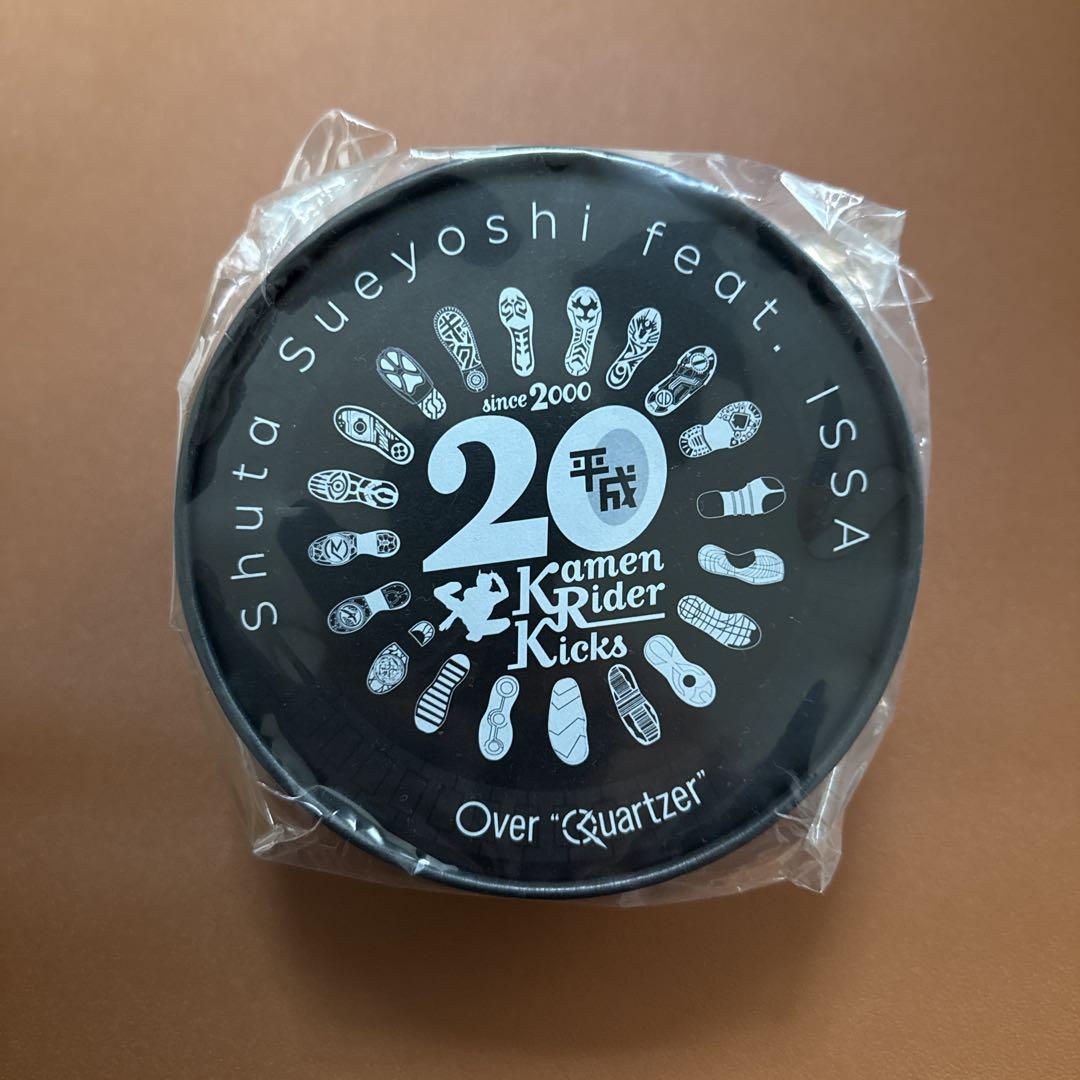 Shuta Sueyoshi feat. ISSA
since 2000
20
平成
Kamen
Rider
Kicks
Over "Quartzer"